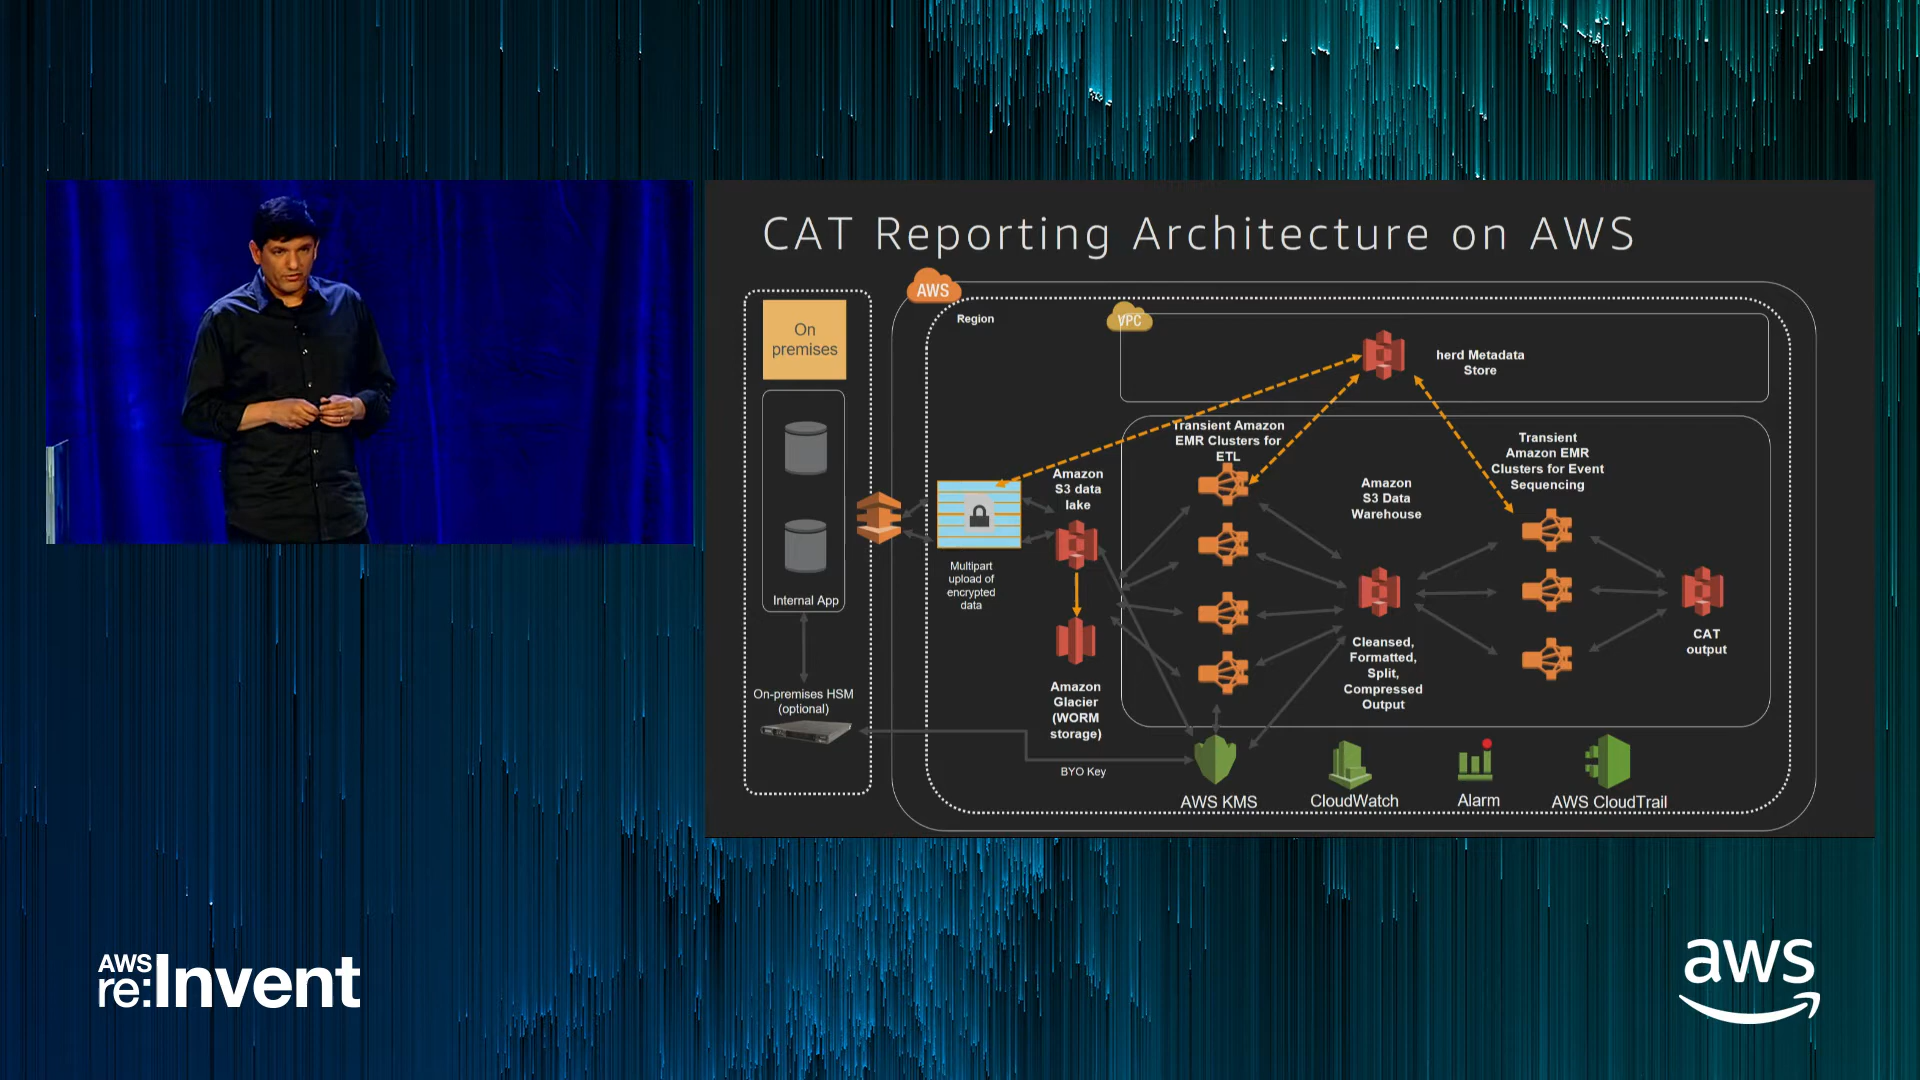 CAT Reporting Architecture on AWS
On
premises
Internal App
On-premises HSM
(optional)
AWS
Region
VPC
herd Metadata
Store
Multipart
upload of
encrypted
data
Amazon
S3 data
lake
Amazon
Glacier
(WORM
storage)
BYO Key
Transient Amazon
EMR Clusters for
ETL
Amazon
S3 Data
Warehouse
Cleansed,
Formatted,
Split,
Compressed
Output
Transient
Amazon EMR
Clusters for Event
Sequencing
CAT
output
AWS KMS
CloudWatch
Alarm
AWS CloudTrail
AWS
re:Invent
aws